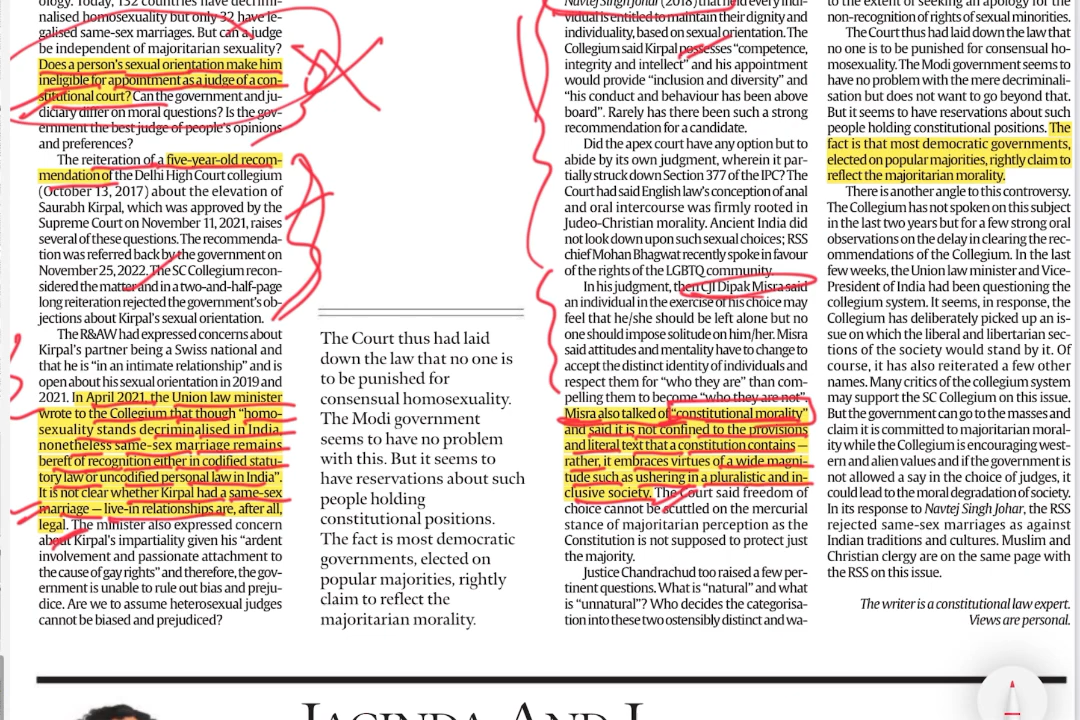 ology. Today, 132 countries have decrimi-
nalised homosexuality but only 32 have le-
galised same-sex marriages. But can a judge
be independent of majoritarian sexuality?
Does a person's sexual orientation make him
ineligible for appointment as a judge of a con-
stitutional court? Can the government and ju-
diciary differ on moral questions? Is the gov-
ernment the best judge of people's opinions
and preferences?
The reiteration of a five-year-old recom-
mendation of the Delhi High Court collegium
(October 13, 2017) about the elevation of
Saurabh Kirpal, which was approved by the
Supreme Court on November 11, 2021, raises
several of these questions. The recommenda-
tion was referred back by the government on
November 25, 2022. The SC Collegium recon-
sidered the matter and in a two-and-half-page
long reiteration rejected the government's ob-
jections about Kirpal's sexual orientation.
The R&AW had expressed concerns about
Kirpal's partner being a Swiss national and
that he is "in an intimate relationship" and is
open about his sexual orientation in 2019 and
2021. In April 2021, the Union law minister
wrote to the Collegium that though "homo-
sexuality stands decriminalised in India,
nonetheless same-sex marriage remains
bereft of recognition either in codified statu-
tory law or uncodified personal law in India".
It is not clear whether Kirpal had a same-sex
marriage — live-in relationships are, after all,
legal. The minister also expressed concern
about Kirpal's impartiality given his "ardent
involvement and passionate attachment to
the cause of gay rights" and therefore, the gov-
ernment is unable to rule out bias and preju-
dice. Are we to assume heterosexual judges
cannot be biased and prejudiced?
The Court thus had laid
down the law that no one is
to be punished for
consensual homosexuality.
The Modi government
seems to have no problem
with this. But it seems to
have reservations about such
people holding
constitutional positions.
The fact is most democratic
governments, elected on
popular majorities, rightly
claim to reflect the
majoritarian morality.
Navtej Singh Johar (2018) that held every indi-
vidual is entitled to maintain their dignity and
individuality, based on sexual orientation. The
Collegium said Kirpal possesses "competence,
integrity and intellect" and his appointment
would provide "inclusion and diversity" and
"his conduct and behaviour has been above
board". Rarely has there been such a strong
recommendation for a candidate.
Did the apex court have any option but to
abide by its own judgment, wherein it par-
tially struck down Section 377 of the IPC? The
Court had said English law's conception of anal
and oral intercourse was firmly rooted in
Judeo-Christian morality. Ancient India did
not look down upon such sexual choices; RSS
chief Mohan Bhagwat recently spoke in favour
of the rights of the LGBTQ community.
In his judgment, then CJI Dipak Misra said
an individual in the exercise of his choice may
feel that he/she should be left alone but no
one should impose solitude on him/her. Misra
said attitudes and mentality have to change to
accept the distinct identity of individuals and
respect them for "who they are" than com-
pelling them to become "who they are not".
Misra also talked of "constitutional morality"
and said it is not confined to the provisions
and literal text that a constitution contains —
rather, it embraces virtues of a wide magni-
tude such as ushering in a pluralistic and in-
clusive society. The Court said freedom of
choice cannot be scuttled on the mercurial
stance of majoritarian perception as the
Constitution is not supposed to protect just
the majority.
Justice Chandrachud too raised a few per-
tinent questions. What is "natural" and what
is "unnatural"? Who decides the categorisa-
tion into these two ostensibly distinct and wa-
to the extent of seeking an apology for the
non-recognition of rights of sexual minorities.
The Court thus had laid down the law that
no one is to be punished for consensual ho-
mosexuality. The Modi government seems to
have no problem with the mere decriminali-
sation but does not want to go beyond that.
But it seems to have reservations about such
people holding constitutional positions. The
fact is that most democratic governments,
elected on popular majorities, rightly claim to
reflect the majoritarian morality.
There is another angle to this controversy.
The Collegium has not spoken on this subject
in the last two years but for a few strong oral
observations on the delay in clearing the rec-
ommendations of the Collegium. In the last
few weeks, the Union law minister and Vice-
President of India had been questioning the
collegium system. It seems, in response, the
Collegium has deliberately picked up an is-
sue on which the liberal and libertarian sec-
tions of the society would stand by it. Of
course, it has also reiterated a few other
names. Many critics of the collegium system
may support the SC Collegium on this issue.
But the government can go to the masses and
claim it is committed to majoritarian moral-
ity while the Collegium is encouraging west-
ern and alien values and if the government is
not allowed a say in the choice of judges, it
could lead to the moral degradation of society.
In its response to Navtej Singh Johar, the RSS
rejected same-sex marriages as against
Indian traditions and cultures. Muslim and
Christian clergy are on the same page with
the RSS on this issue.
The writer is a constitutional law expert.
Views are personal.